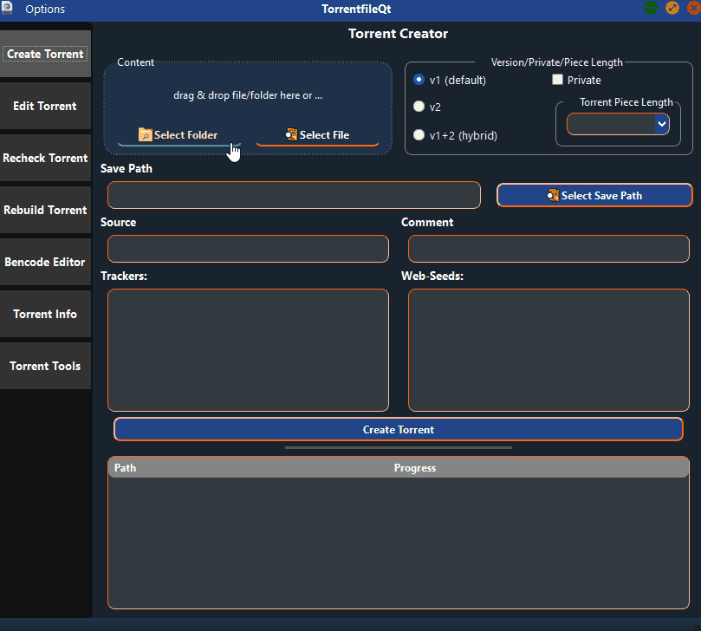 Options
TorrentfileQt
Create Torrent
Edit Torrent
Recheck Torrent
Rebuild Torrent
Bencode Editor
Torrent Info
Torrent Tools
Torrent Creator
Content
drag & drop file/folder here or ...
Select Folder
Select File
Version/Private/Piece Length
v1 (default)
Private
v2
Torrent Piece Length
v1+2 (hybrid)
Save Path
Select Save Path
Source
Comment
Trackers:
Web-Seeds:
Create Torrent
Path
Progress